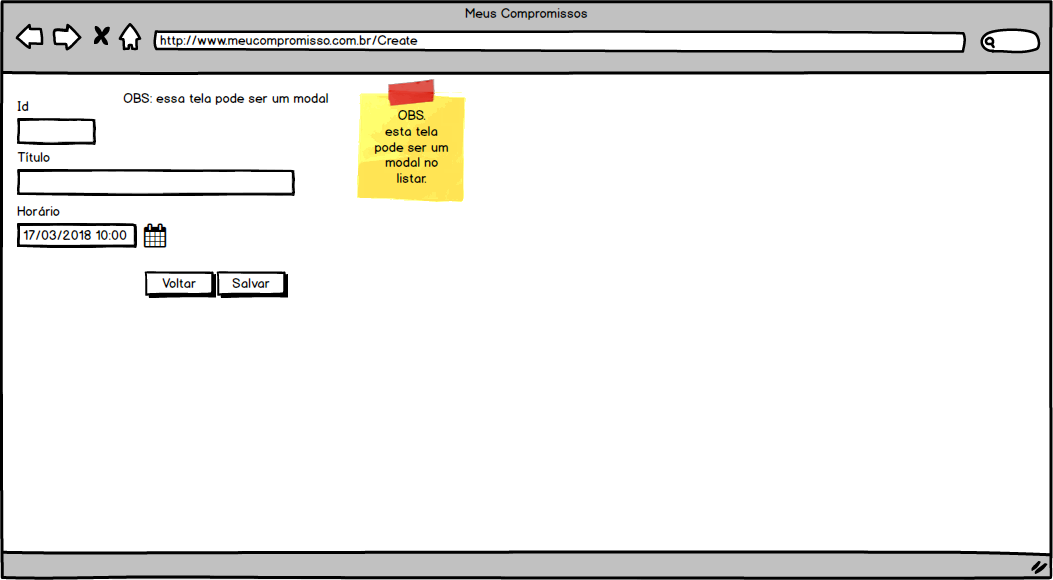 Meus Compromissos
http://www.meucompromisso.com.br/Create
OBS: essa tela pode ser um modal
Id
Título
Horário
17/03/2018 10:00
Voltar
Salvar
OBS.
esta tela
pode ser um
modal no
listar.